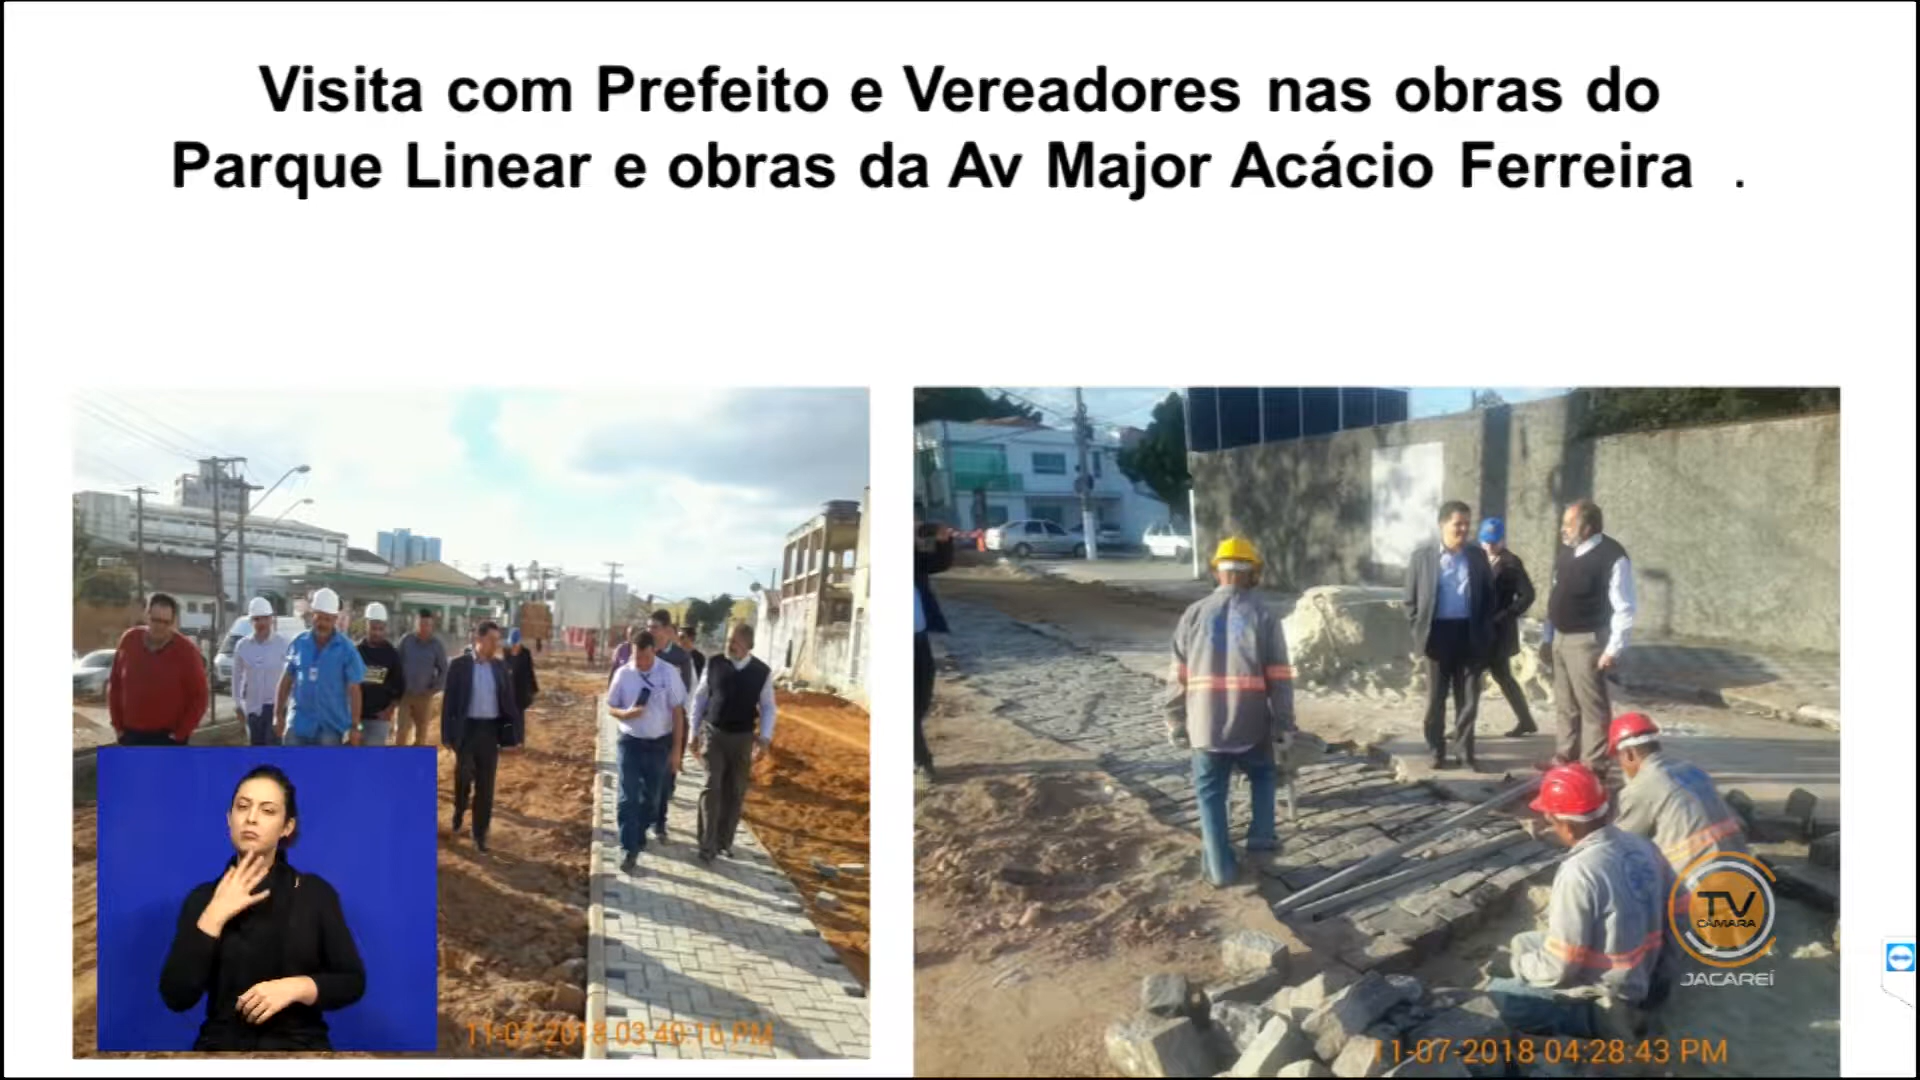 Visita com Prefeito e Vereadores nas obras do
Parque Linear e obras da Av Major Acácio Ferreira .
11-07-2018 03:40:16 PM
11-07-2018 04:28:43 PM
TV
CÂMARA
JACAREÍ